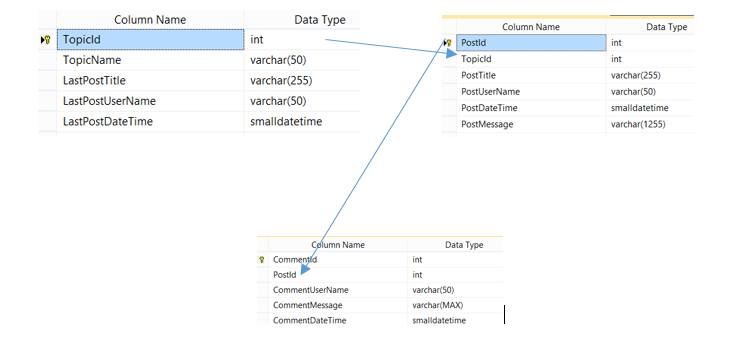 Column Name Data Type
TopicId int
TopicName varchar(50)
LastPostTitle varchar(255)
LastPostUserName varchar(50)
LastPostDateTime smalldatetime
Column Name Data Type
PostId int
TopicId int
PostTitle varchar(255)
PostUserName varchar(50)
PostDateTime smalldatetime
PostMessage varchar(1255)
Column Name Data Type
CommentId int
PostId int
CommentUserName varchar(50)
CommentMessage varchar(MAX)
CommentDateTime smalldatetime